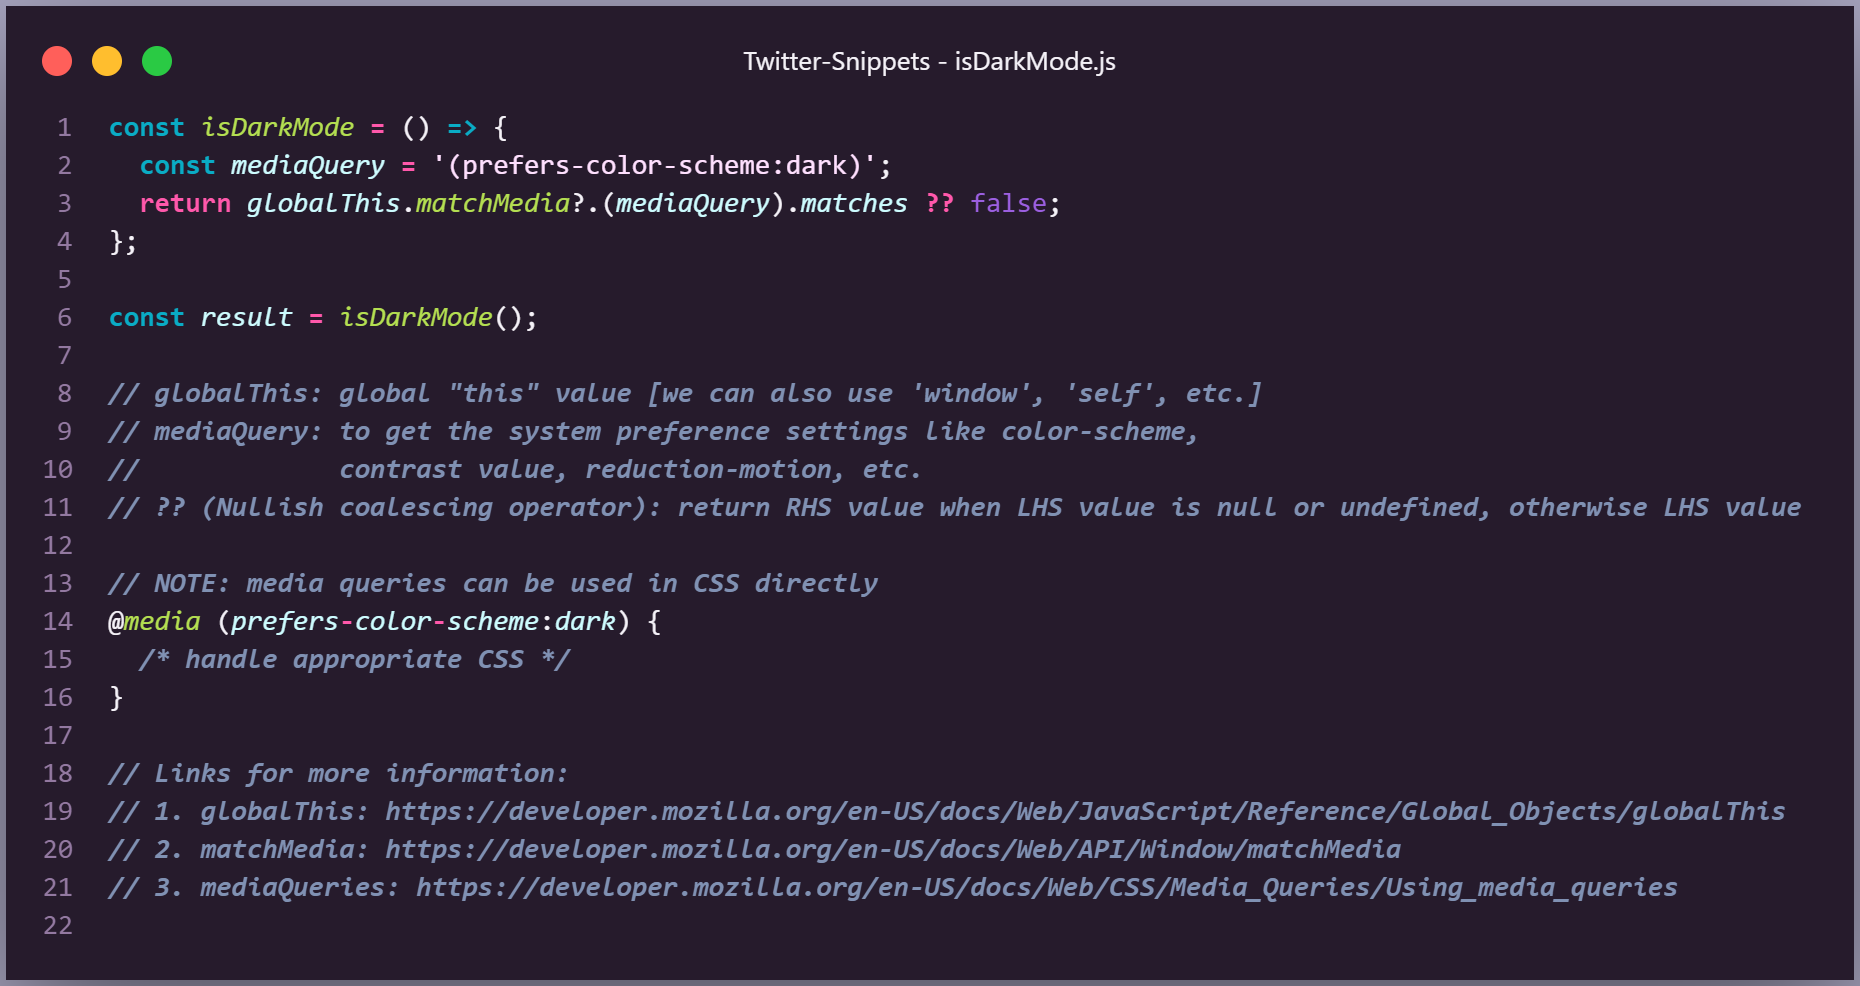 Twitter-Snippets - isDarkMode.js
1 const isDarkMode = () => {
2   const mediaQuery = '(prefers-color-scheme:dark)';
3   return globalThis.matchMedia?.(mediaQuery).matches ?? false;
4 };
5
6 const result = isDarkMode();
7
8 // globalThis: global "this" value [we can also use 'window', 'self', etc.]
9 // mediaQuery: to get the system preference settings like color-scheme,
10 //             contrast value, reduction-motion, etc.
11 // ?? (Nullish coalescing operator): return RHS value when LHS value is null or undefined, otherwise LHS value
12
13 // NOTE: media queries can be used in CSS directly
14 @media (prefers-color-scheme:dark) {
15   /* handle appropriate CSS */
16 }
17
18 // Links for more information:
19 // 1. globalThis: https://developer.mozilla.org/en-US/docs/Web/JavaScript/Reference/Global_Objects/globalThis
20 // 2. matchMedia: https://developer.mozilla.org/en-US/docs/Web/API/Window/matchMedia
21 // 3. mediaQueries: https://developer.mozilla.org/en-US/docs/Web/CSS/Media_Queries/Using_media_queries
22